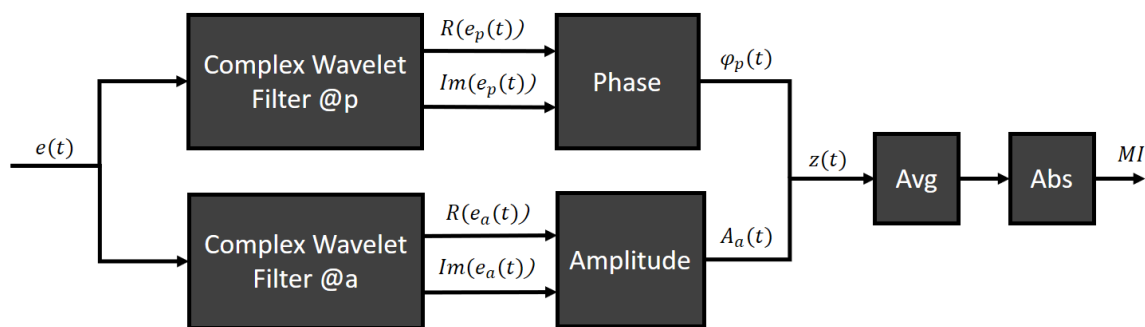 e(t)
Complex Wavelet
Filter @p
R(e_p(t))
Im(e_p(t))
Phase
φ_p(t)
Complex Wavelet
Filter @a
R(e_a(t))
Im(e_a(t))
Amplitude
A_a(t)
z(t)
Avg
Abs
MI